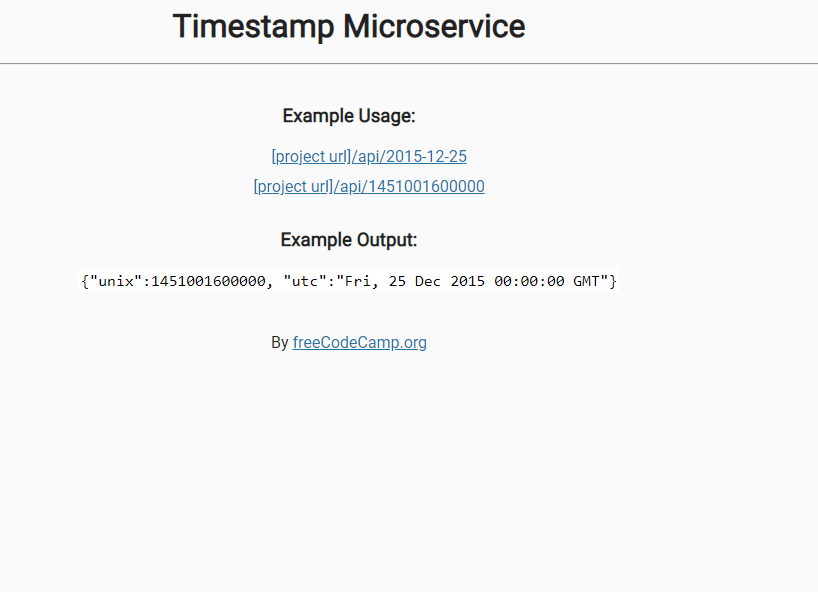 Timestamp Microservice
Example Usage:
[project url]/api/2015-12-25
[project url]/api/1451001600000
Example Output:
{"unix":1451001600000, "utc":"Fri, 25 Dec 2015 00:00:00 GMT"}
By freeCodeCamp.org